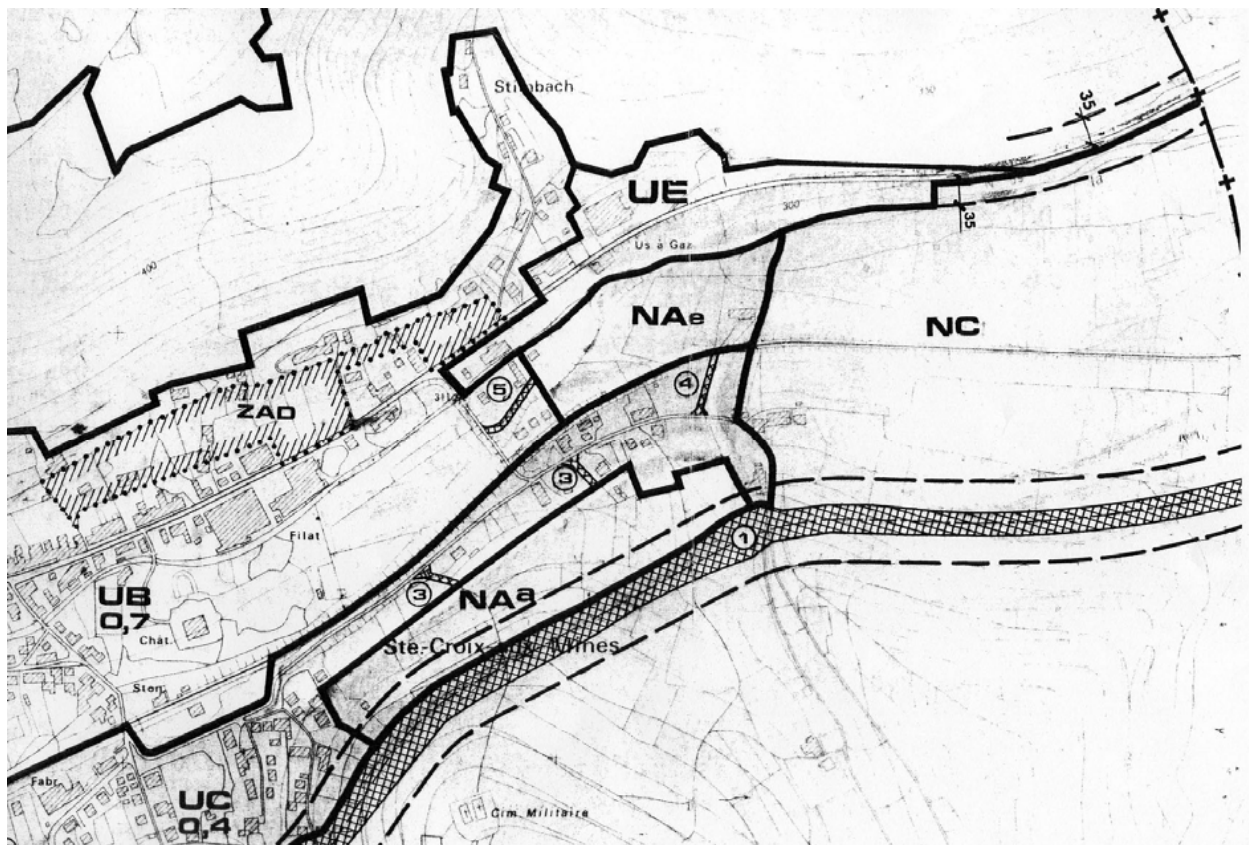 Stimbach
35
350
UE
300
35
Us à Gaz
400
NAe
NC
5
4
ZAD
3
Filat
1
UB
0,7
3
NAa
Chât.
Ste.-Croix-aux-Mines
Fabr.
UC
0,4
Cim. Militaire